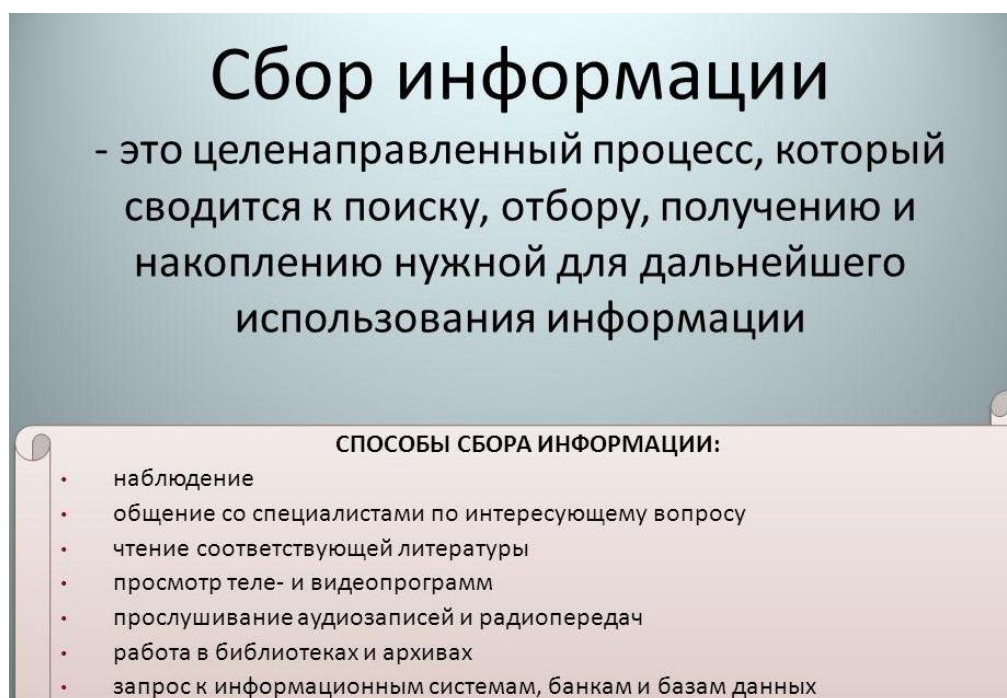 Сбор информации
- это целенаправленный процесс, который
сводится к поиску, отбору, получению и
накоплению нужной для дальнейшего
использования информации
СПОСОБЫ СБОРА ИНФОРМАЦИИ:
• наблюдение
• общение со специалистами по интересующему вопросу
• чтение соответствующей литературы
• просмотр теле- и видеопрограмм
• прослушивание аудиозаписей и радиопередач
• работа в библиотеках и архивах
• запрос к информационным системам, банкам и базам данных